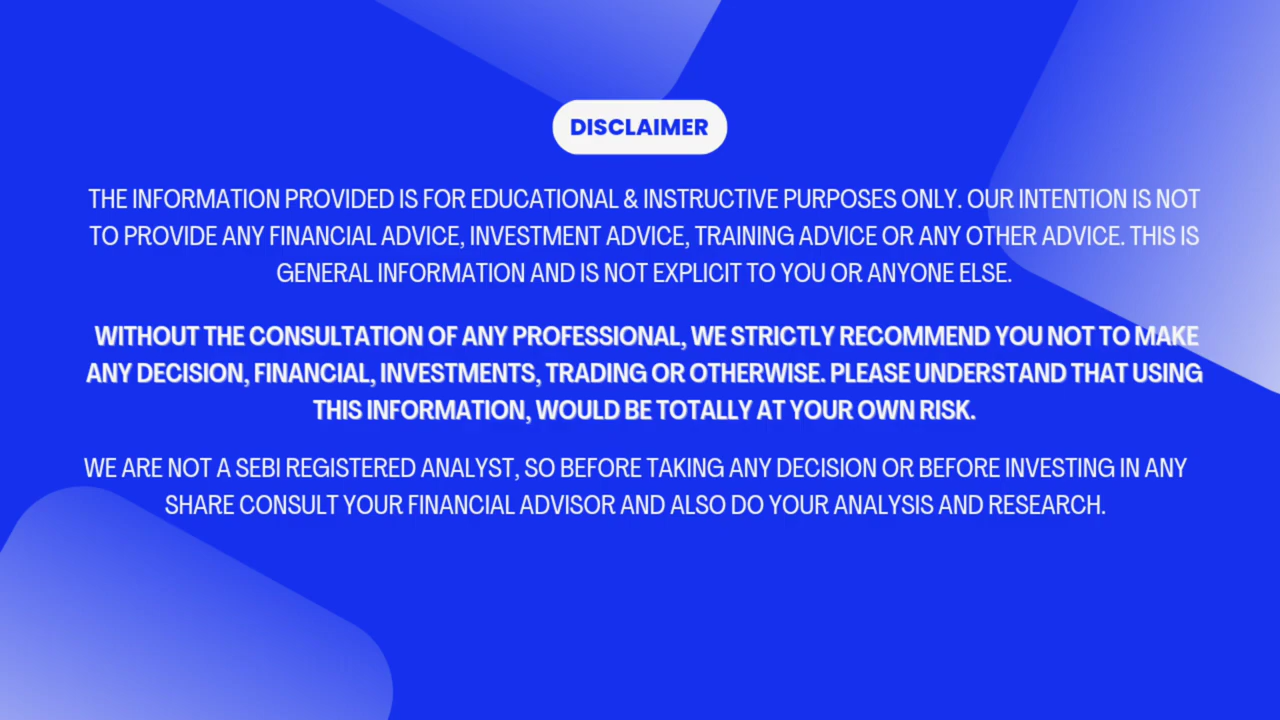 DISCLAIMER
THE INFORMATION PROVIDED IS FOR EDUCATIONAL & INSTRUCTIVE PURPOSES ONLY. OUR INTENTION IS NOT
TO PROVIDE ANY FINANCIAL ADVICE, INVESTMENT ADVICE, TRAINING ADVICE OR ANY OTHER ADVICE. THIS IS
GENERAL INFORMATION AND IS NOT EXPLICIT TO YOU OR ANYONE ELSE.
WITHOUT THE CONSULTATION OF ANY PROFESSIONAL, WE STRICTLY RECOMMEND YOU NOT TO MAKE
ANY DECISION, FINANCIAL, INVESTMENTS, TRADING OR OTHERWISE. PLEASE UNDERSTAND THAT USING
THIS INFORMATION, WOULD BE TOTALLY AT YOUR OWN RISK.
WE ARE NOT A SEBI REGISTERED ANALYST, SO BEFORE TAKING ANY DECISION OR BEFORE INVESTING IN ANY
SHARE CONSULT YOUR FINANCIAL ADVISOR AND ALSO DO YOUR ANALYSIS AND RESEARCH.